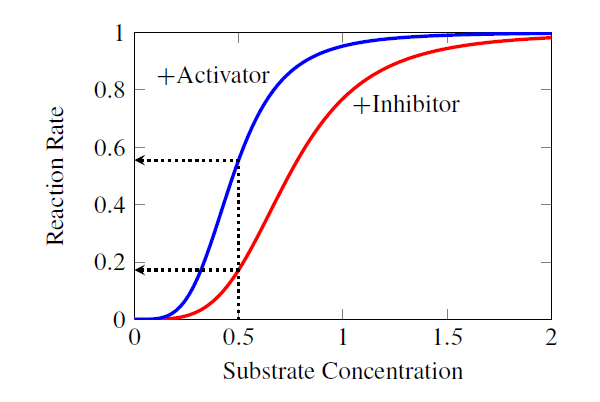 1
0.8
0.6
0.4
0.2
0
Reaction Rate
+Activator
+Inhibitor
0 0.5 1 1.5 2
Substrate Concentration